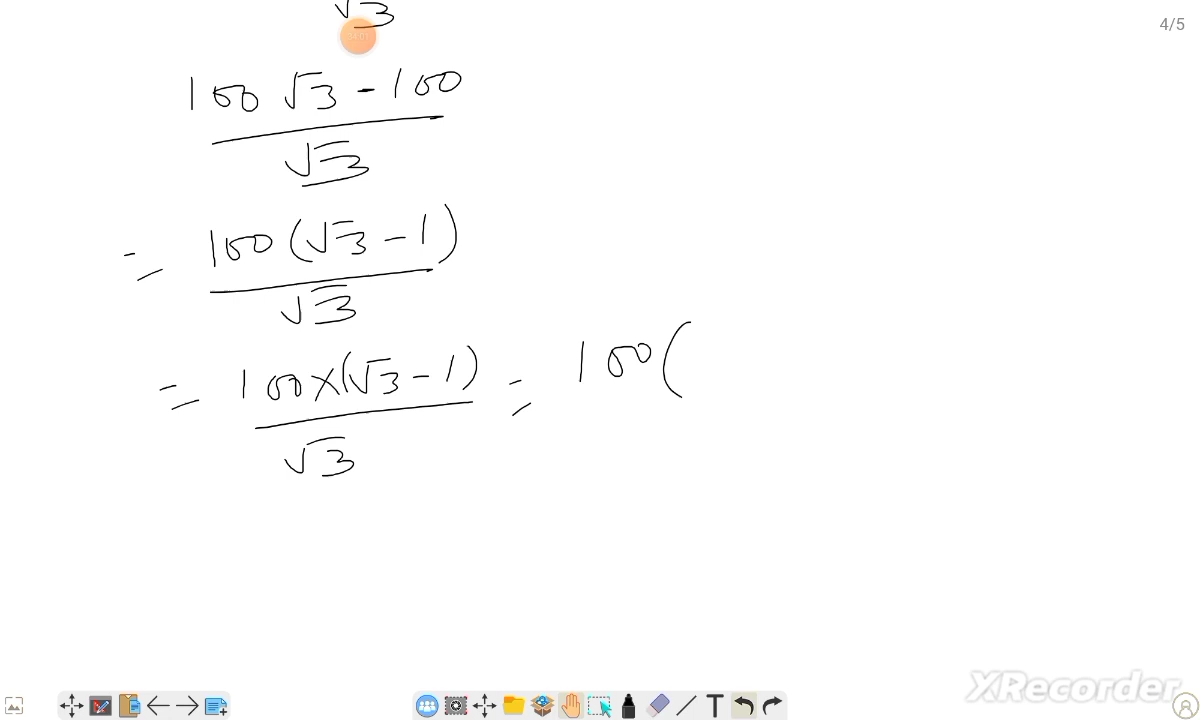 √3
4/5
100 √3 - 100
√3
= 100 (√3 - 1)
√3
= 100 × (√3 - 1) = 100 (
√3
XRecorder